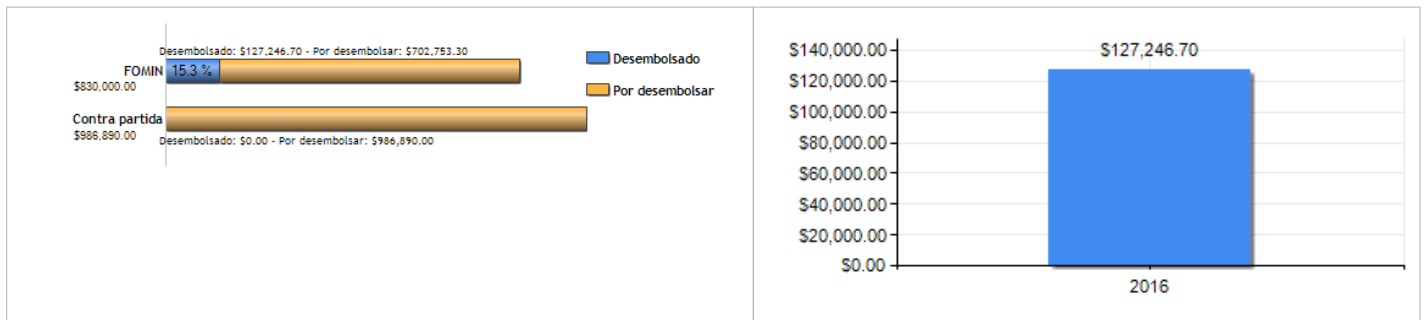 Desembolsado: $127,246.70 - Por desembolsar: $702,753.30
FOMIN
15.3 %
$830,000.00
Contra partida
$986,890.00
Desembolsado: $0.00 - Por desembolsar: $986,890.00
Desembolsado
Por desembolsar
$140,000.00
$127,246.70
$120,000.00
$100,000.00
$80,000.00
$60,000.00
$40,000.00
$20,000.00
$0.00
2016